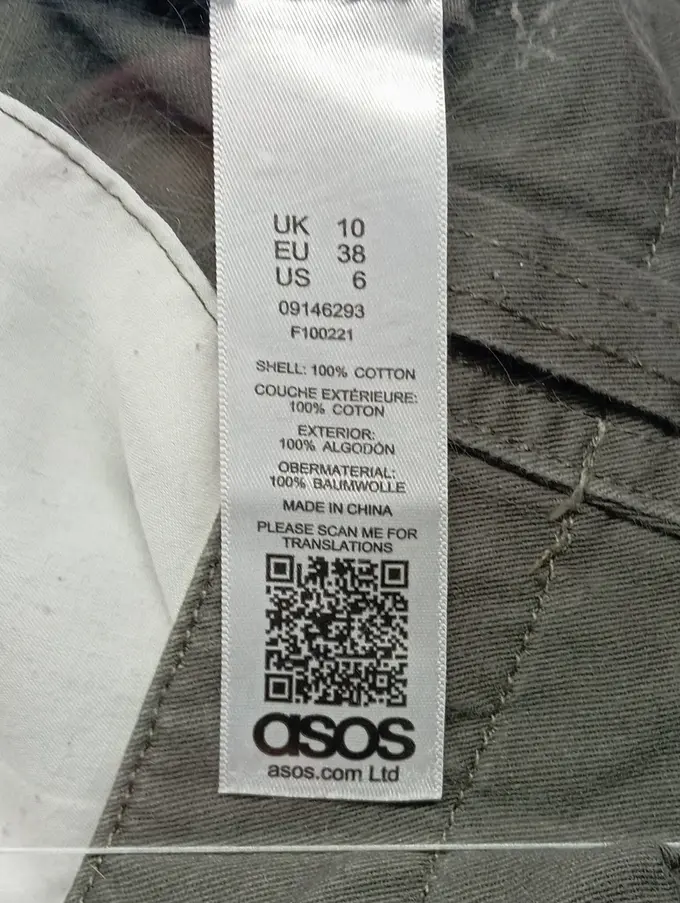 UK 10
EU 38
US 6
09146293
F100221
SHELL: 100% COTTON
COUCHE EXTÉRIEURE:
100% COTON
EXTERIOR:
100% ALGODÓN
OBERMATERIAL:
100% BAUMWOLLE
MADE IN CHINA
PLEASE SCAN ME FOR
TRANSLATIONS
asos
asos.com Ltd